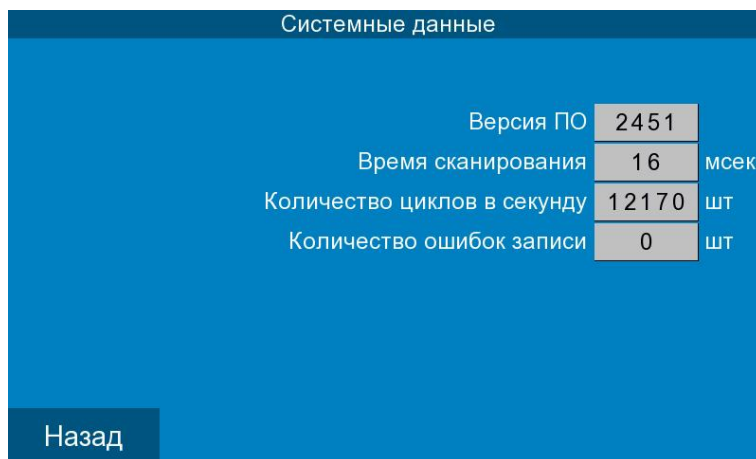 Системные данные
Версия ПО 2451
Время сканирования 16 мсек
Количество циклов в секунду 12170 шт
Количество ошибок записи 0 шт
Назад